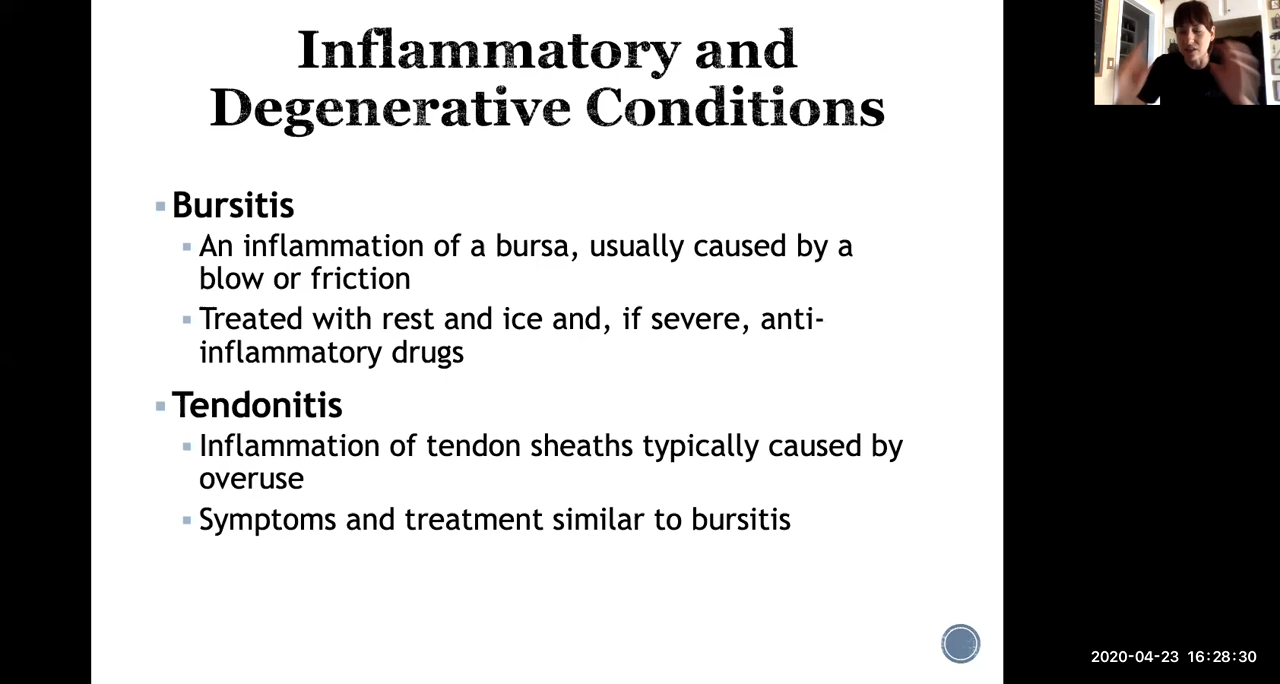 Inflammatory and
Degenerative Conditions
Bursitis
An inflammation of a bursa, usually caused by a
blow or friction
Treated with rest and ice and, if severe, anti-
inflammatory drugs
Tendonitis
Inflammation of tendon sheaths typically caused by
overuse
Symptoms and treatment similar to bursitis
2020-04-23 16:28:30